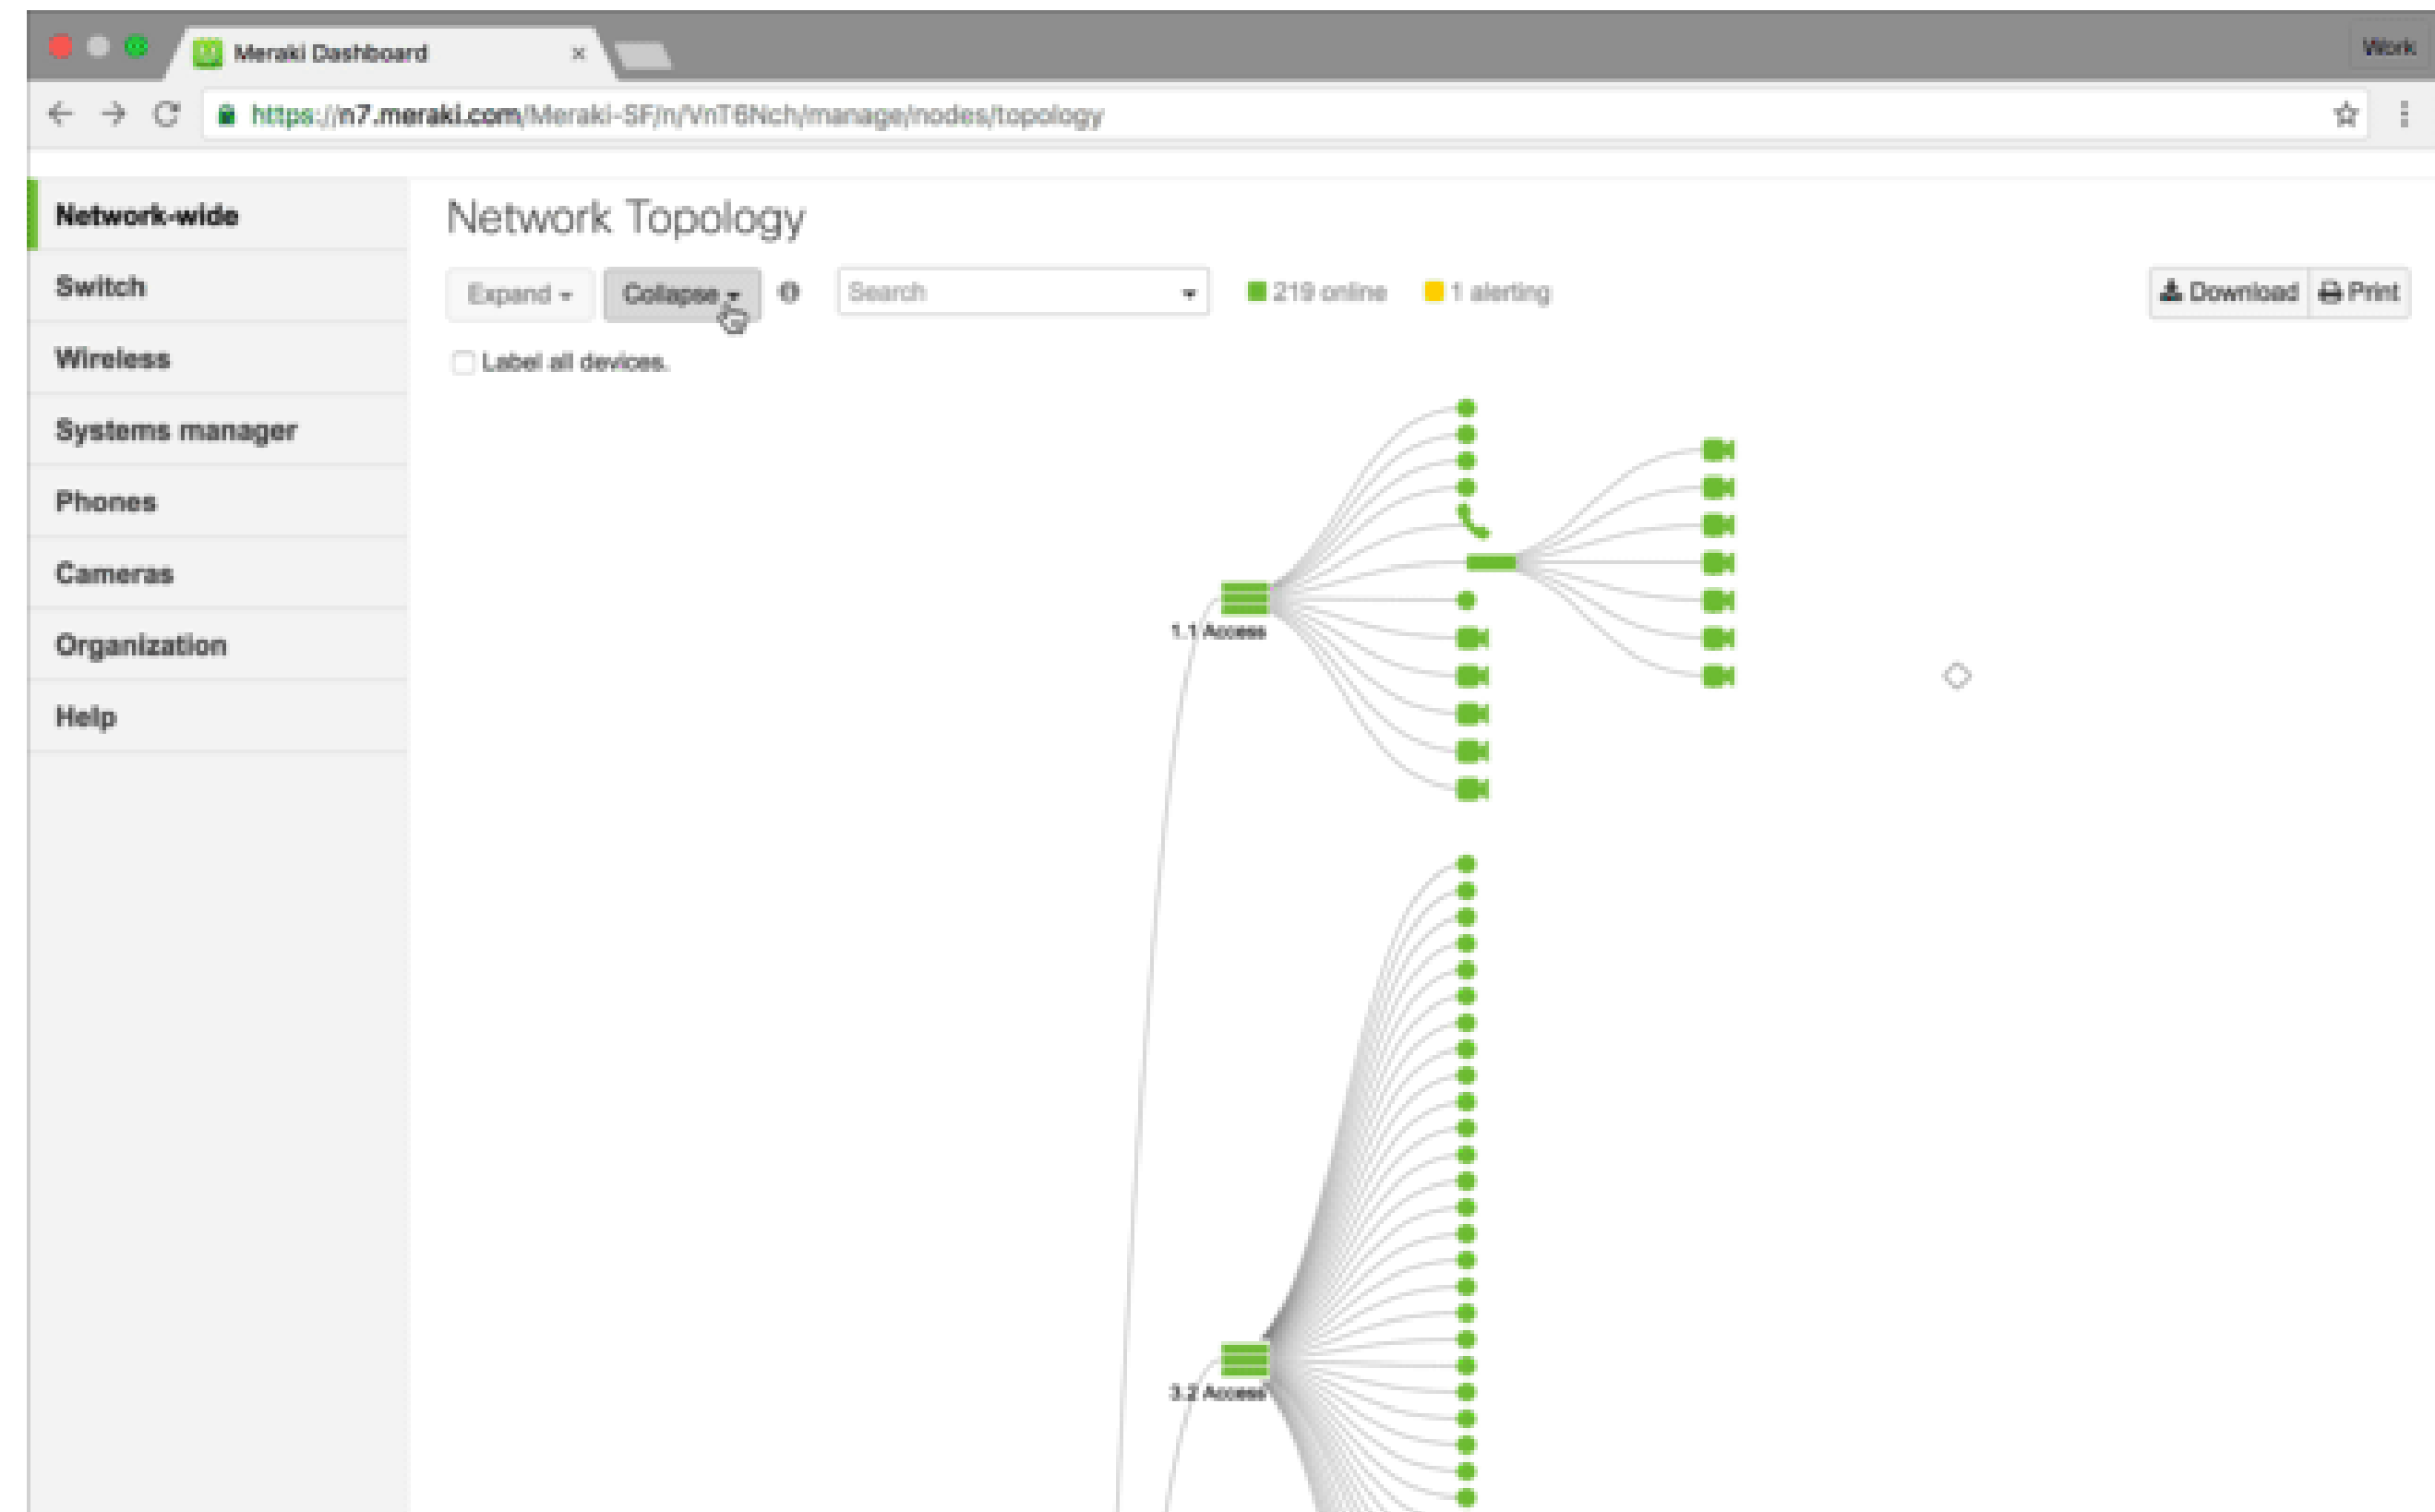 Meraki Dashboard ×
Work
https://n7.meraki.com/Meraki-SF/n/VnT6Nch/manage/nodes/topology
Network-wide
Switch
Wireless
Systems manager
Phones
Cameras
Organization
Help
Network Topology
Expand Collapse Search 219 online 1 alerting Download Print
Label all devices.
1.1 Access
3.2 Access